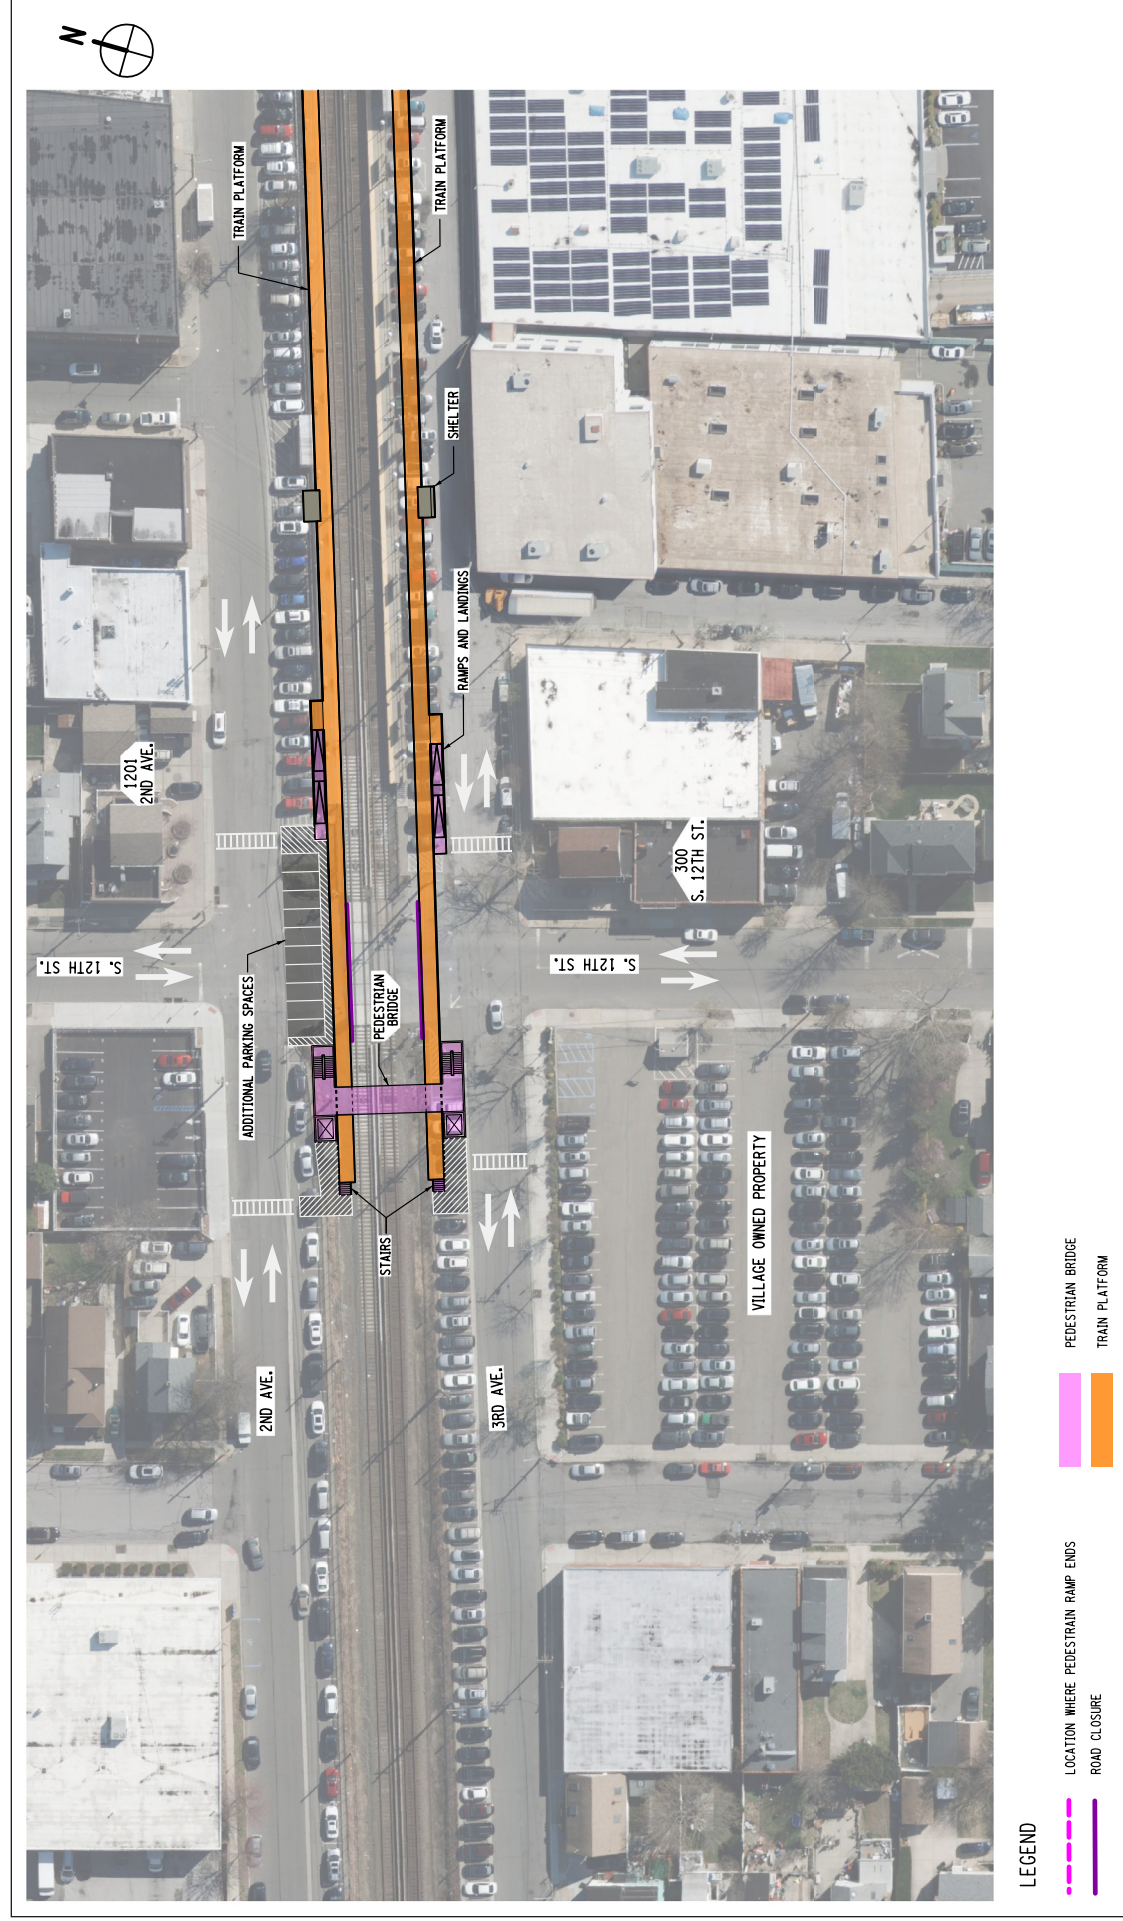 N
TRAIN PLATFORM
TRAIN PLATFORM
SHELTER
RAMPS AND LANDINGS
1201
2ND AVE.
300
S. 12TH ST.
S. 12TH ST.
S. 12TH ST.
ADDITIONAL PARKING SPACES
PEDESTRIAN
BRIDGE
STAIRS
VILLAGE OWNED PROPERTY
2ND AVE.
3RD AVE.
LEGEND
LOCATION WHERE PEDESTRAIN RAMP ENDS
ROAD CLOSURE
PEDESTRIAN BRIDGE
TRAIN PLATFORM